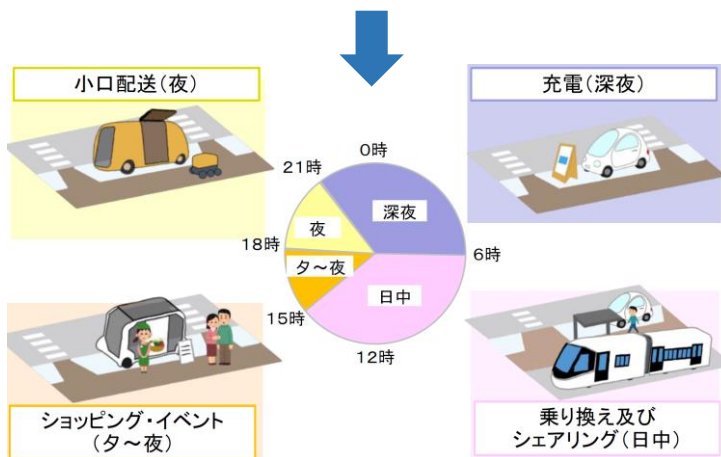 小口配送(夜)
充電(深夜)
0時
21時
深夜
夜
18時
6時
夕～夜
日中
15時
12時
ショッピング・イベント
(夕～夜)
乗り換え及び
シェアリング(日中)